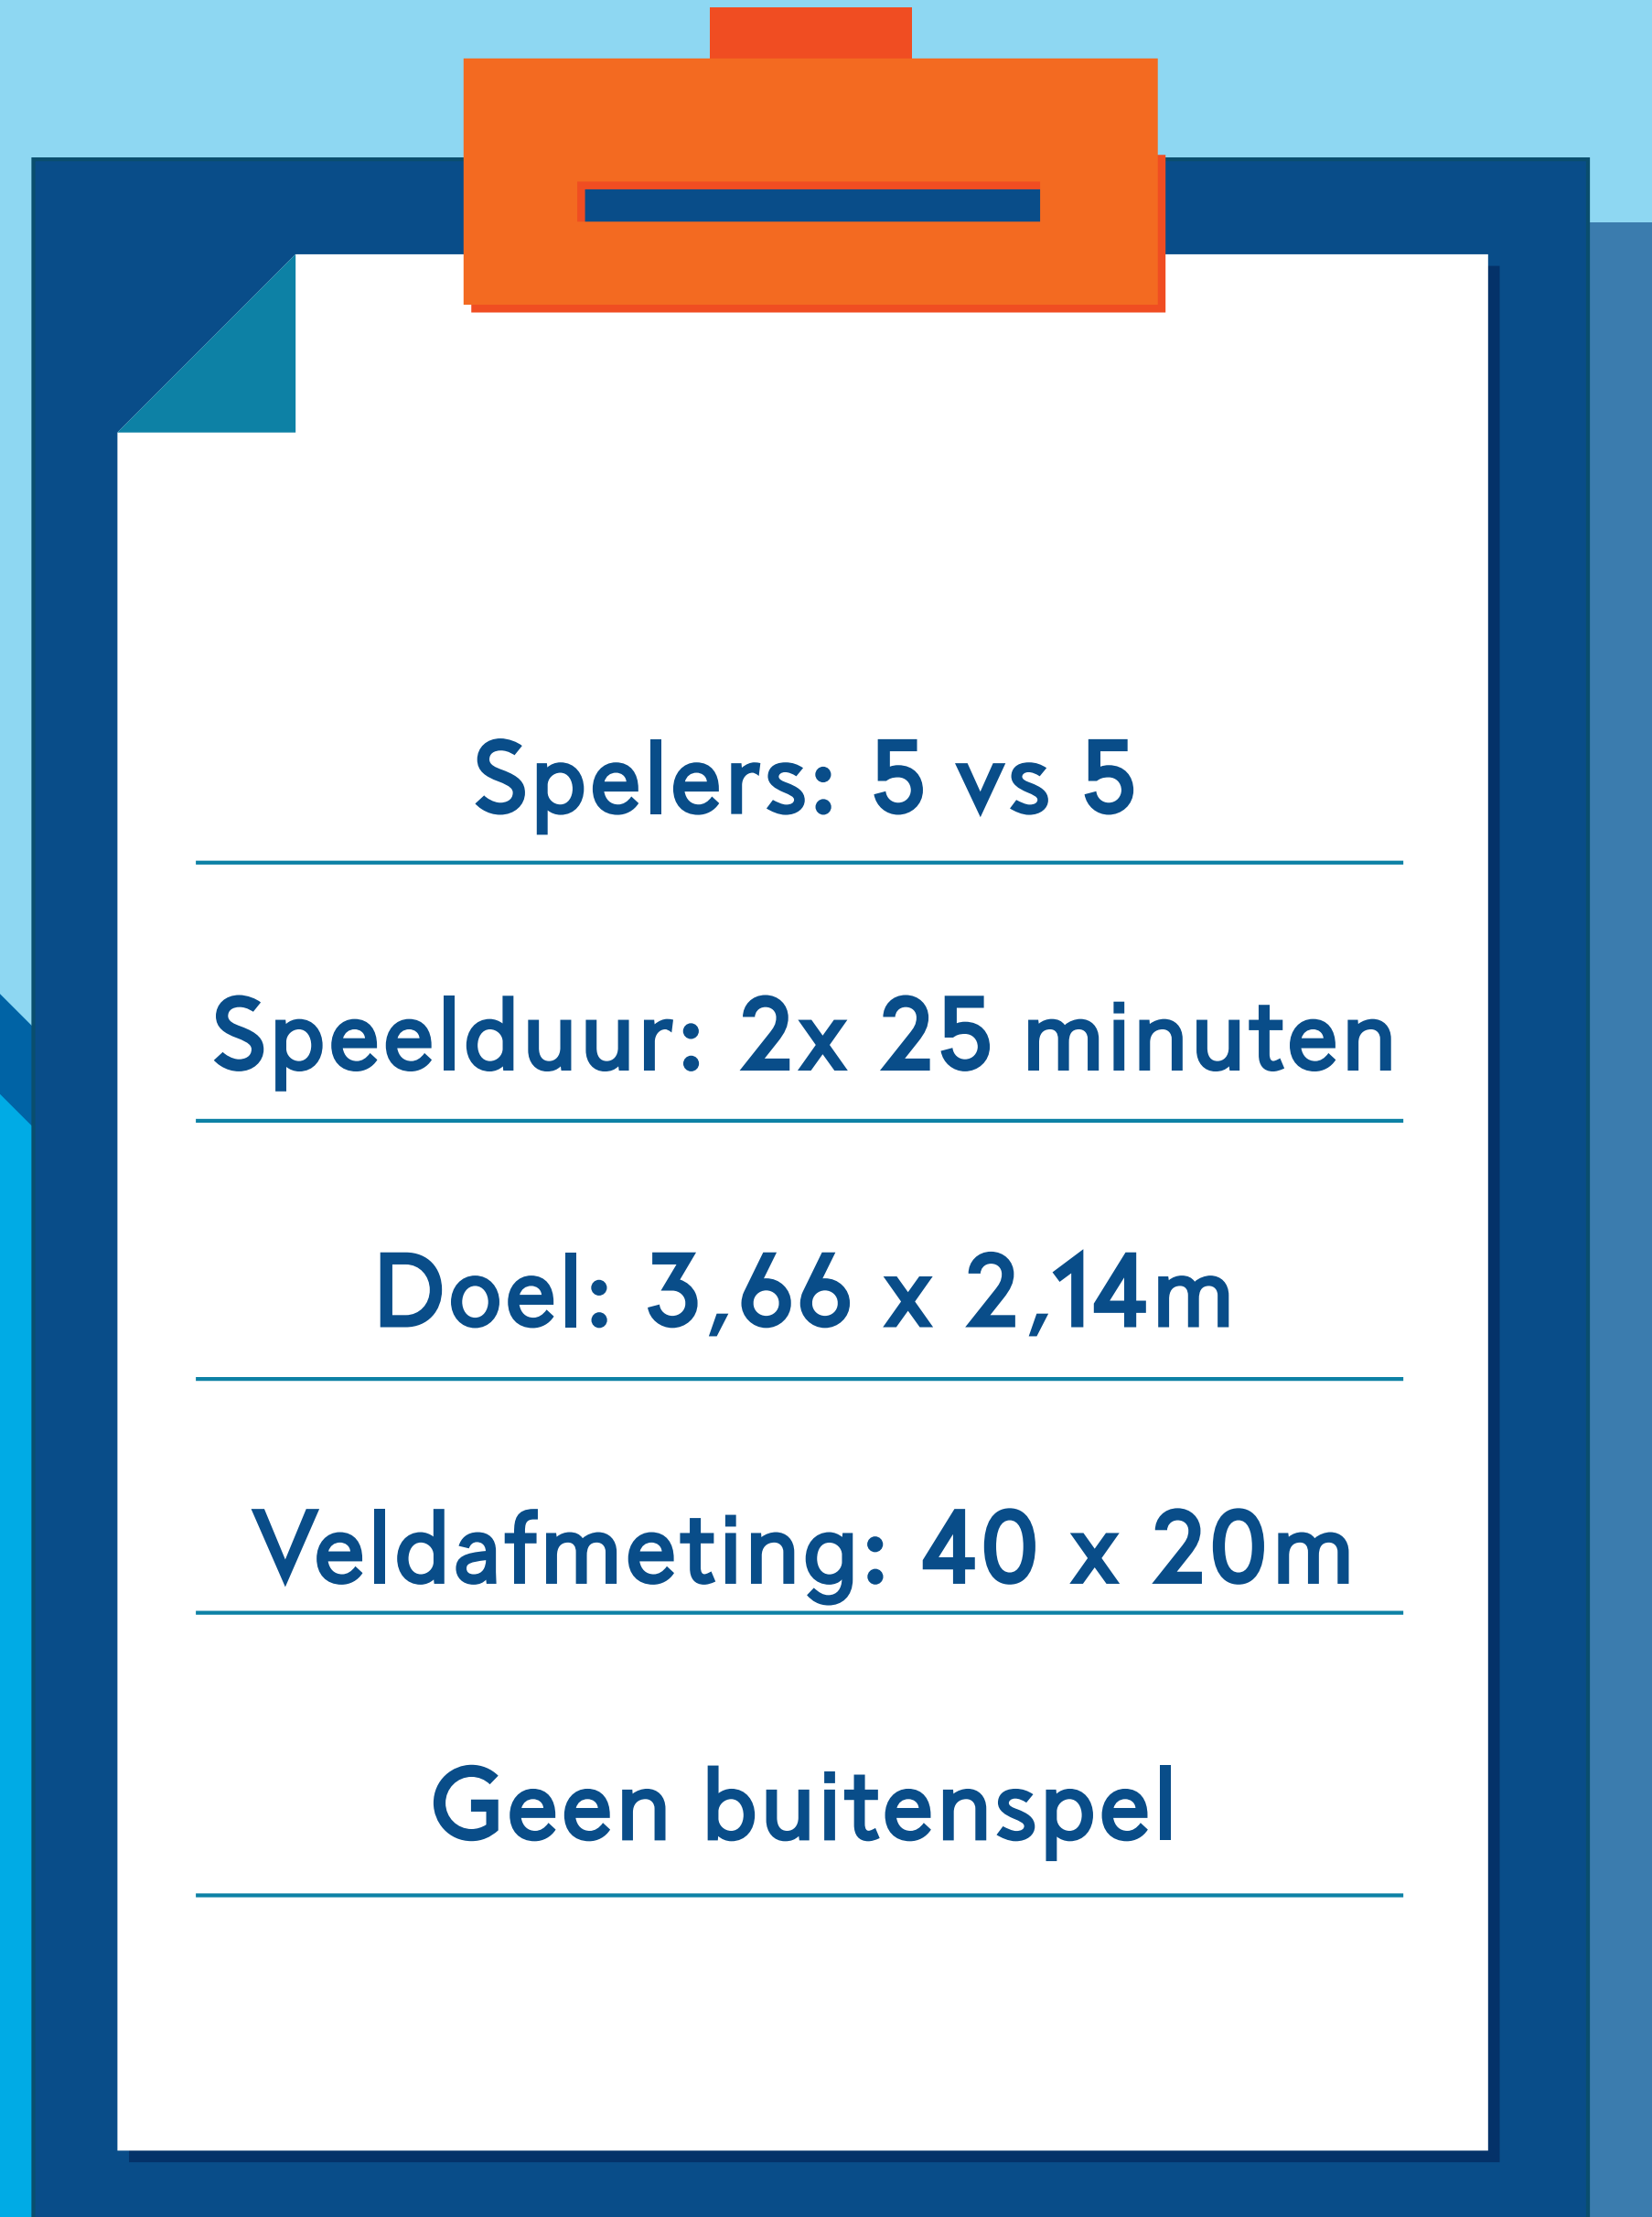 Spelers: 5 vs 5
Speelduur: 2x 25 minuten
Doel: 3,66 x 2,14m
Veldafmeting: 40 x 20m
Geen buitenspel